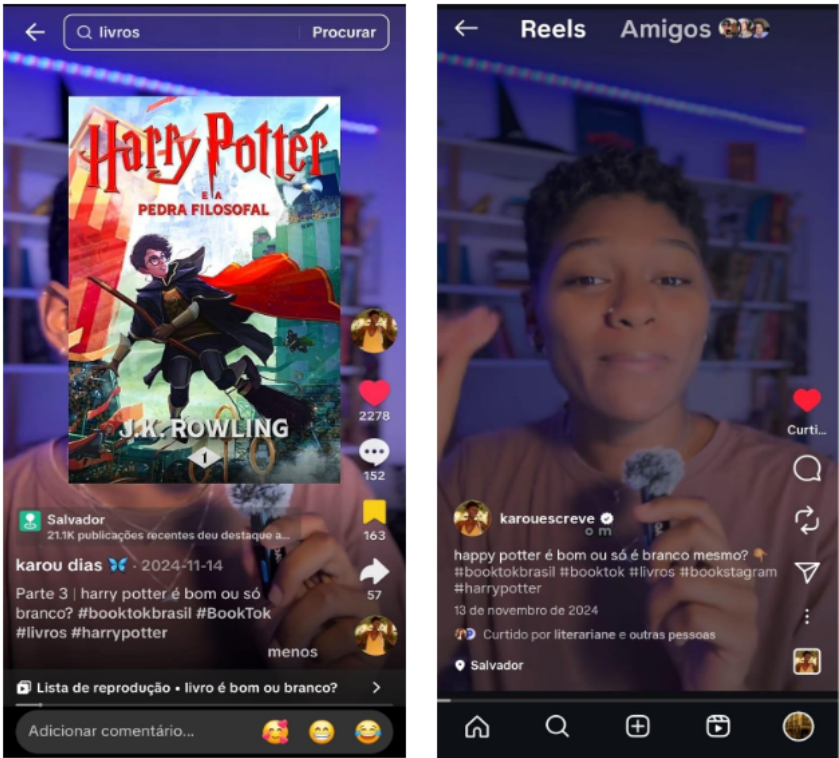 livros
Procurar
Harry Potter
E A
PEDRA FILOSOFAL
J.K. ROWLING
1
2278
152
163
57
Salvador
21.1K publicações recentes deu destaque a...
karou dias 🦋 · 2024-11-14
Parte 3 | harry potter é bom ou só
branco? #booktokbrasil #BookTok
#livros #harrypotter
menos
Lista de reprodução • livro é bom ou branco?
Adicionar comentário...
Reels
Amigos
Curti...
karouescreve
o m
happy potter é bom ou só é branco mesmo? 👇🏽
#booktokbrasil #booktok #livros #bookstagram
#harrypotter
13 de novembro de 2024
Curtido por literariane e outras pessoas
Salvador